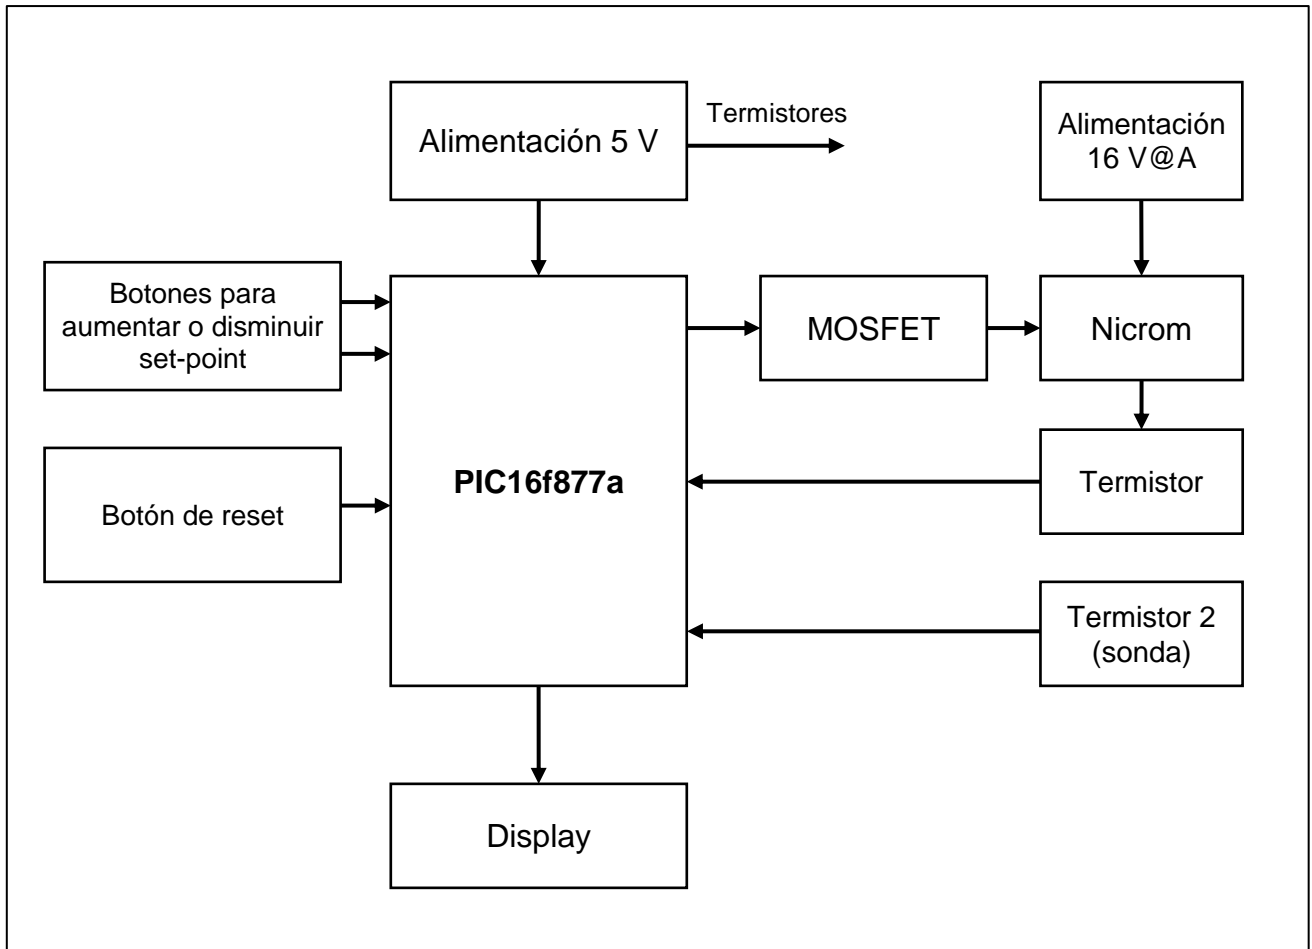 Alimentación 5 V
Termistores
Alimentación
16 V@A
Botones para
aumentar o disminuir
set-point
MOSFET
Nicrom
PIC16f877a
Termistor
Botón de reset
Termistor 2
(sonda)
Display